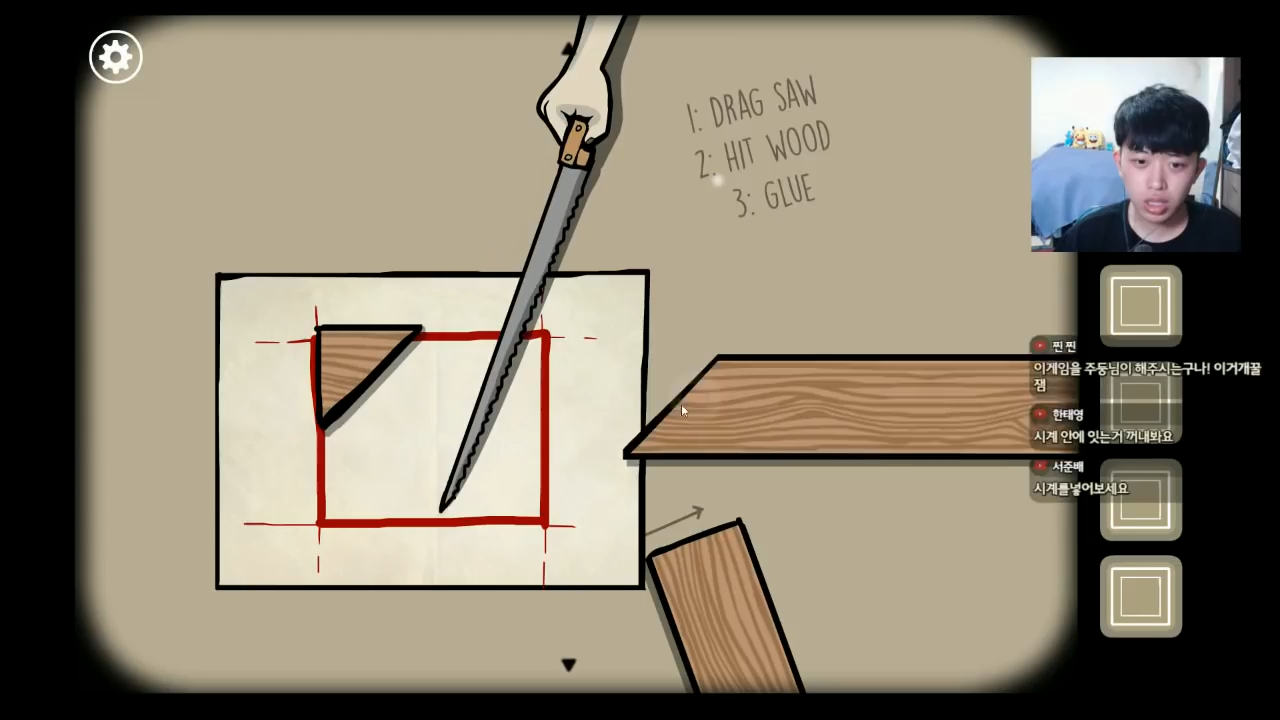 1: DRAG SAW
2: HIT WOOD
3: GLUE
찐 찐
이게임을 주둥님이 해주시는구나! 이거개꿀
잼
한태영
시계 안에 잇는거 꺼내봐요
서준배
시계를넣어보세요